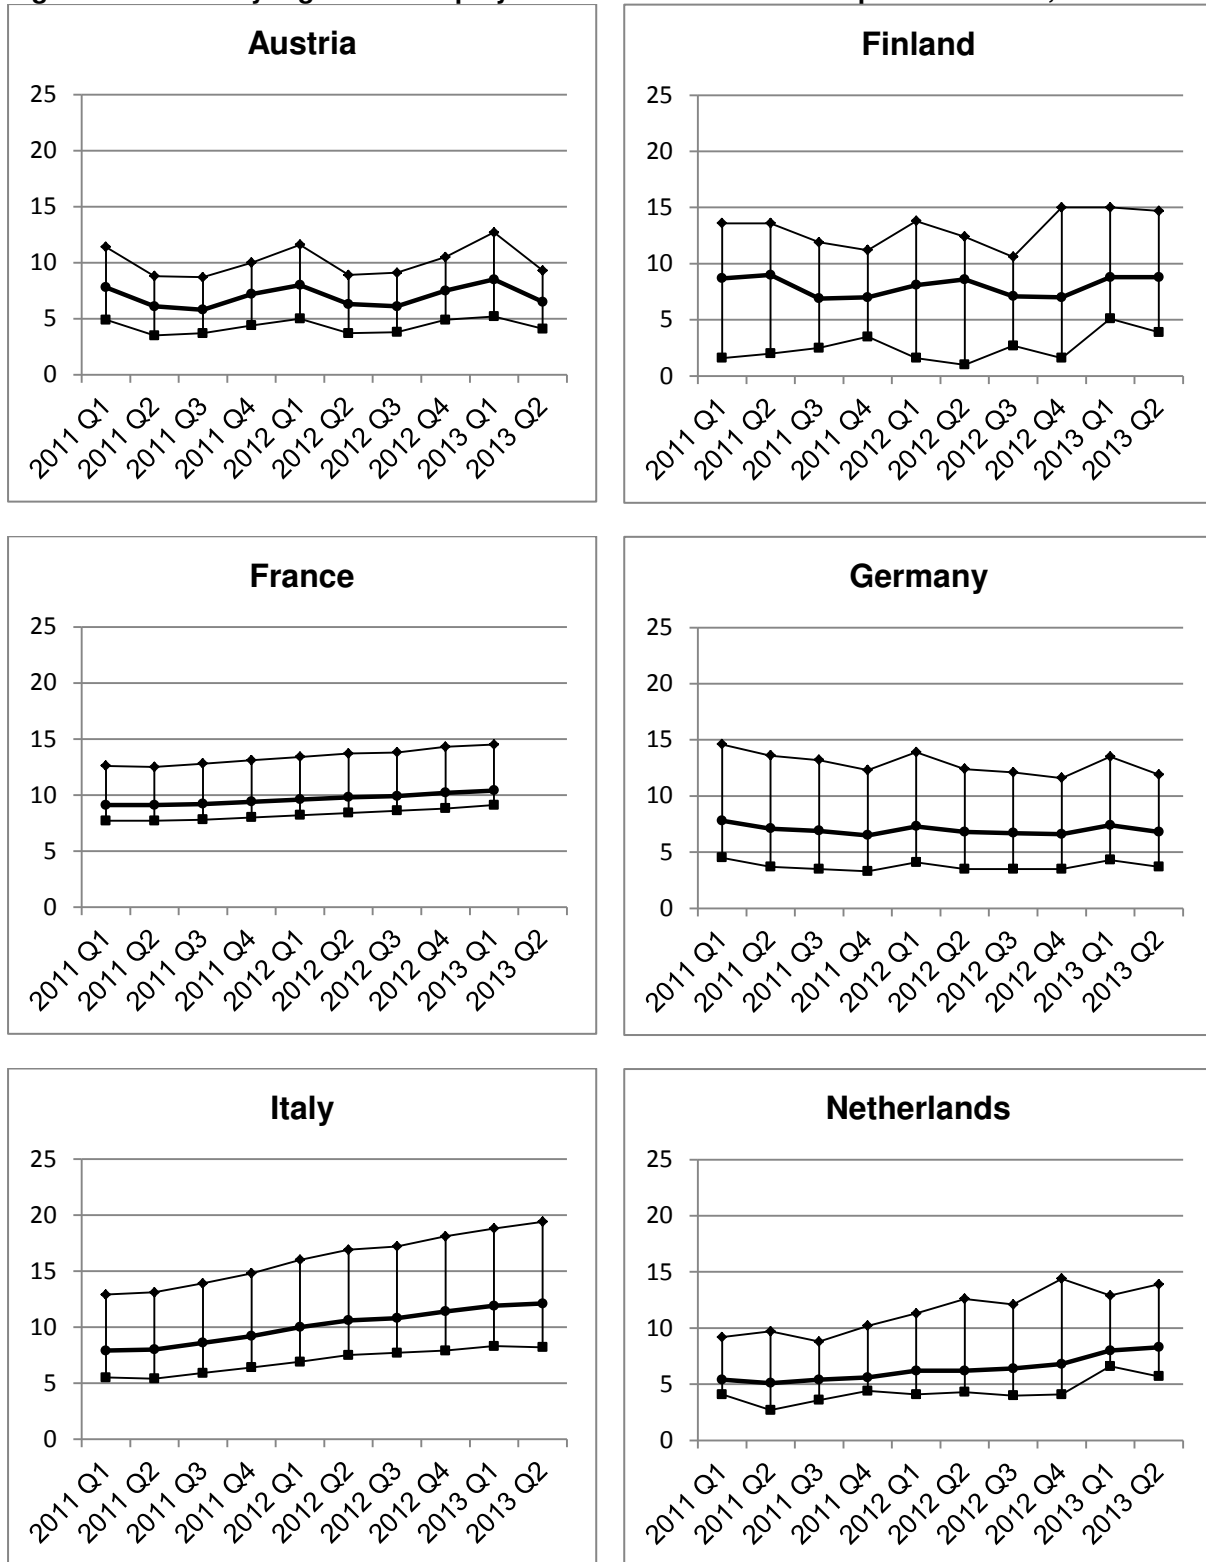 Austria
25
20
15
10
5
0
2011 Q1
2011 Q2
2011 Q3
2011 Q4
2012 Q1
2012 Q2
2012 Q3
2012 Q4
2013 Q1
2013 Q2
Finland
25
20
15
10
5
0
2011 Q1
2011 Q2
2011 Q3
2011 Q4
2012 Q1
2012 Q2
2012 Q3
2012 Q4
2013 Q1
2013 Q2
France
25
20
15
10
5
0
2011 Q1
2011 Q2
2011 Q3
2011 Q4
2012 Q1
2012 Q2
2012 Q3
2012 Q4
2013 Q1
2013 Q2
Germany
25
20
15
10
5
0
2011 Q1
2011 Q2
2011 Q3
2011 Q4
2012 Q1
2012 Q2
2012 Q3
2012 Q4
2013 Q1
2013 Q2
Italy
25
20
15
10
5
0
2011 Q1
2011 Q2
2011 Q3
2011 Q4
2012 Q1
2012 Q2
2012 Q3
2012 Q4
2013 Q1
2013 Q2
Netherlands
25
20
15
10
5
0
2011 Q1
2011 Q2
2011 Q3
2011 Q4
2012 Q1
2012 Q2
2012 Q3
2012 Q4
2013 Q1
2013 Q2